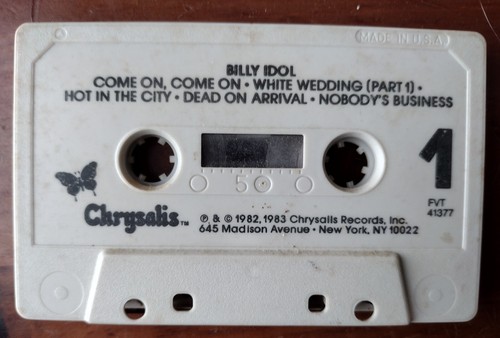 MADE IN U.S.A.
BILLY IDOL
COME ON, COME ON • WHITE WEDDING (PART 1) •
HOT IN THE CITY • DEAD ON ARRIVAL • NOBODY'S BUSINESS
1
50
Chrysalis™
℗ & © 1982, 1983 Chrysalis Records, Inc.
645 Madison Avenue • New York, NY 10022
FVT
41377